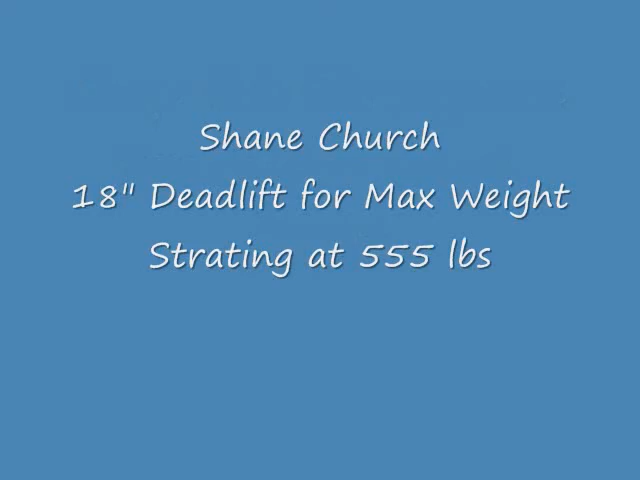 Shane Church
18" Deadlift for Max Weight
Strating at 555 lbs